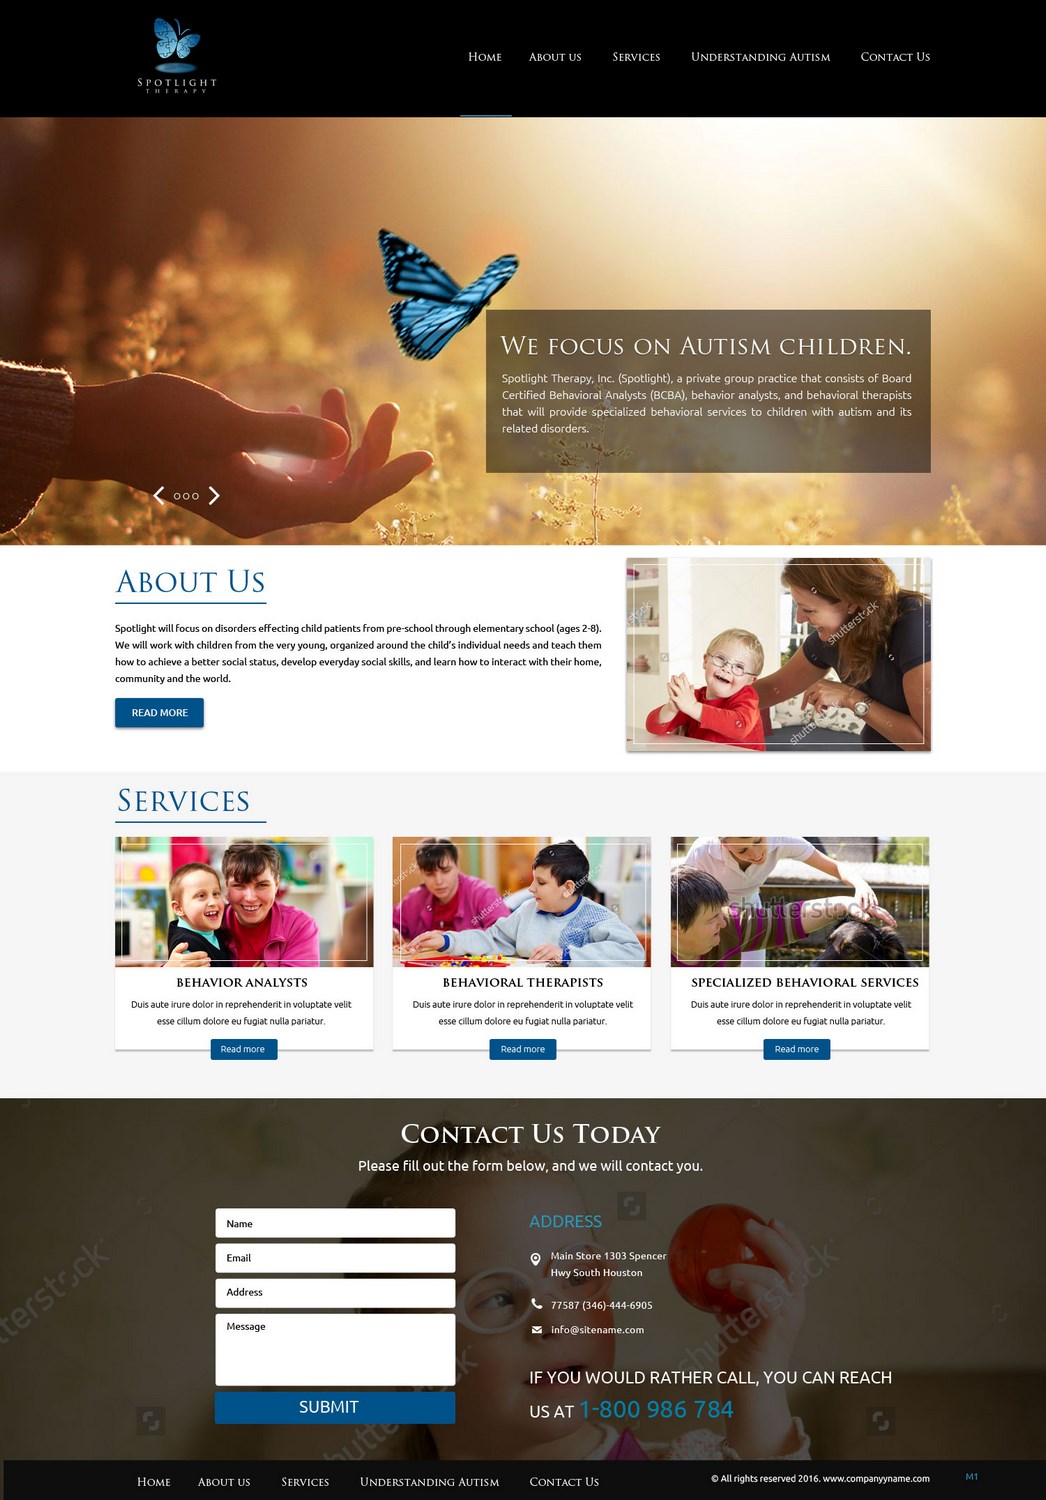 Spotlight
Therapy
Home About us Services Understanding Autism Contact Us
We focus on Autism children.
Spotlight Therapy, Inc. (Spotlight), a private group practice that consists of Board
Certified Behavioral Analysts (BCBA), behavior analysts, and behavioral therapists
that will provide specialized behavioral services to children with autism and its
related disorders.
About Us
Spotlight will focus on disorders effecting child patients from pre-school through elementary school (ages 2-8).
We will work with children from the very young, organized around the child's individual needs and teach them
how to achieve a better social status, develop everyday social skills, and learn how to interact with their home,
community and the world.
READ MORE
shutterstock
shutterstock
Services
shutterstock
shutterstock
BEHAVIOR ANALYSTS
Duis aute irure dolor in reprehenderit in voluptate velit
esse cillum dolore eu fugiat nulla pariatur.
Read more
BEHAVIORAL THERAPISTS
Duis aute irure dolor in reprehenderit in voluptate velit
esse cillum dolore eu fugiat nulla pariatur.
Read more
SPECIALIZED BEHAVIORAL SERVICES
Duis aute irure dolor in reprehenderit in voluptate velit
esse cillum dolore eu fugiat nulla pariatur.
Read more
Contact Us Today
Please fill out the form below, and we will contact you.
Name
Email
Address
Message
SUBMIT
ADDRESS
Main Store 1303 Spencer
Hwy South Houston
77587 (346)-444-6905
info@sitename.com
IF YOU WOULD RATHER CALL, YOU CAN REACH
US AT 1-800 986 784
shutterstock
shutterstock
shutterstock
Home About us Services Understanding Autism Contact Us
© All rights reserved 2016. www.companyyname.com
M1